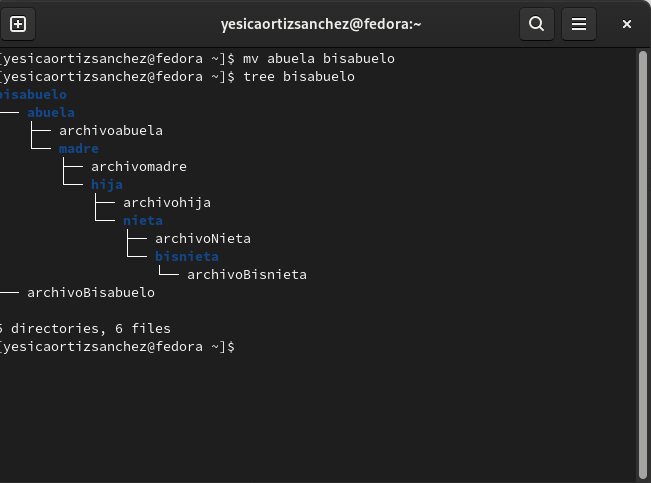 yesicaortizsanchez@fedora:~
[yesicaortizsanchez@fedora ~]$ mv abuela bisabuelo
[yesicaortizsanchez@fedora ~]$ tree bisabuelo
bisabuelo
├── abuela
│   ├── archivoabuela
│   └── madre
│       ├── archivomadre
│       └── hija
│           ├── archivohija
│           └── nieta
│               ├── archivoNieta
│               └── bisnieta
│                   └── archivoBisnieta
└── archivoBisabuelo
5 directories, 6 files
[yesicaortizsanchez@fedora ~]$